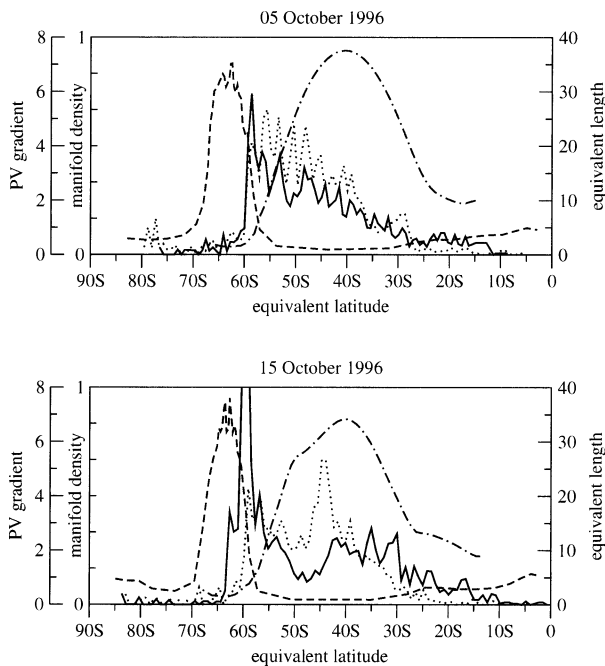 05 October 1996
8 1 40
6 30
4 20
2 10
0 0 0
PV gradient
manifold density
equivalent length
90S 80S 70S 60S 50S 40S 30S 20S 10S 0
equivalent latitude
15 October 1996
8 1 40
6 30
4 20
2 10
0 0 0
PV gradient
manifold density
equivalent length
90S 80S 70S 60S 50S 40S 30S 20S 10S 0
equivalent latitude